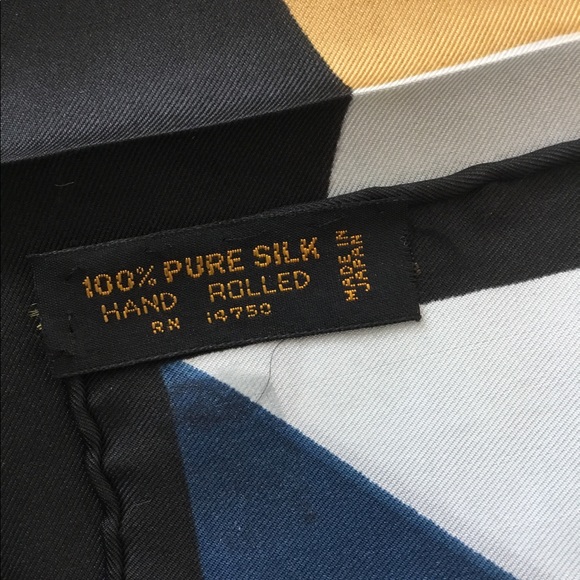 100% PURE SILK
HAND ROLLED
RN 14750
MADE IN
JAPAN